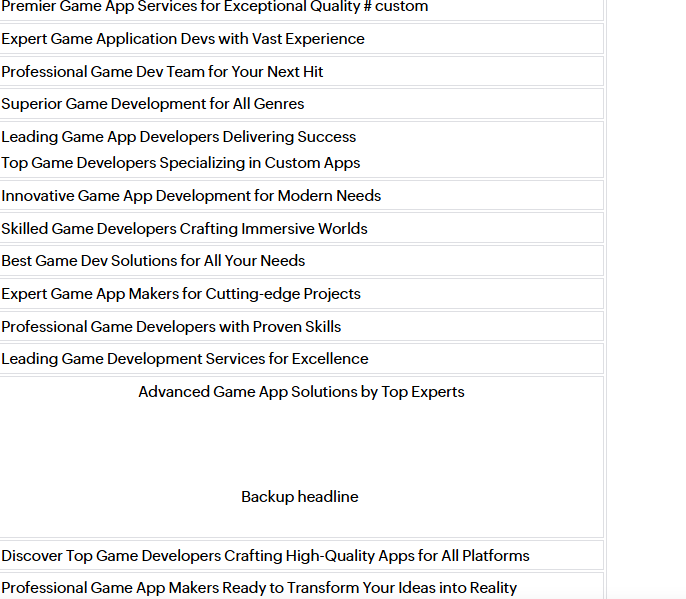 Premier Game App Services for Exceptional Quality # custom
Expert Game Application Devs with Vast Experience
Professional Game Dev Team for Your Next Hit
Superior Game Development for All Genres
Leading Game App Developers Delivering Success
Top Game Developers Specializing in Custom Apps
Innovative Game App Development for Modern Needs
Skilled Game Developers Crafting Immersive Worlds
Best Game Dev Solutions for All Your Needs
Expert Game App Makers for Cutting-edge Projects
Professional Game Developers with Proven Skills
Leading Game Development Services for Excellence
Advanced Game App Solutions by Top Experts
Backup headline
Discover Top Game Developers Crafting High-Quality Apps for All Platforms
Professional Game App Makers Ready to Transform Your Ideas into Reality